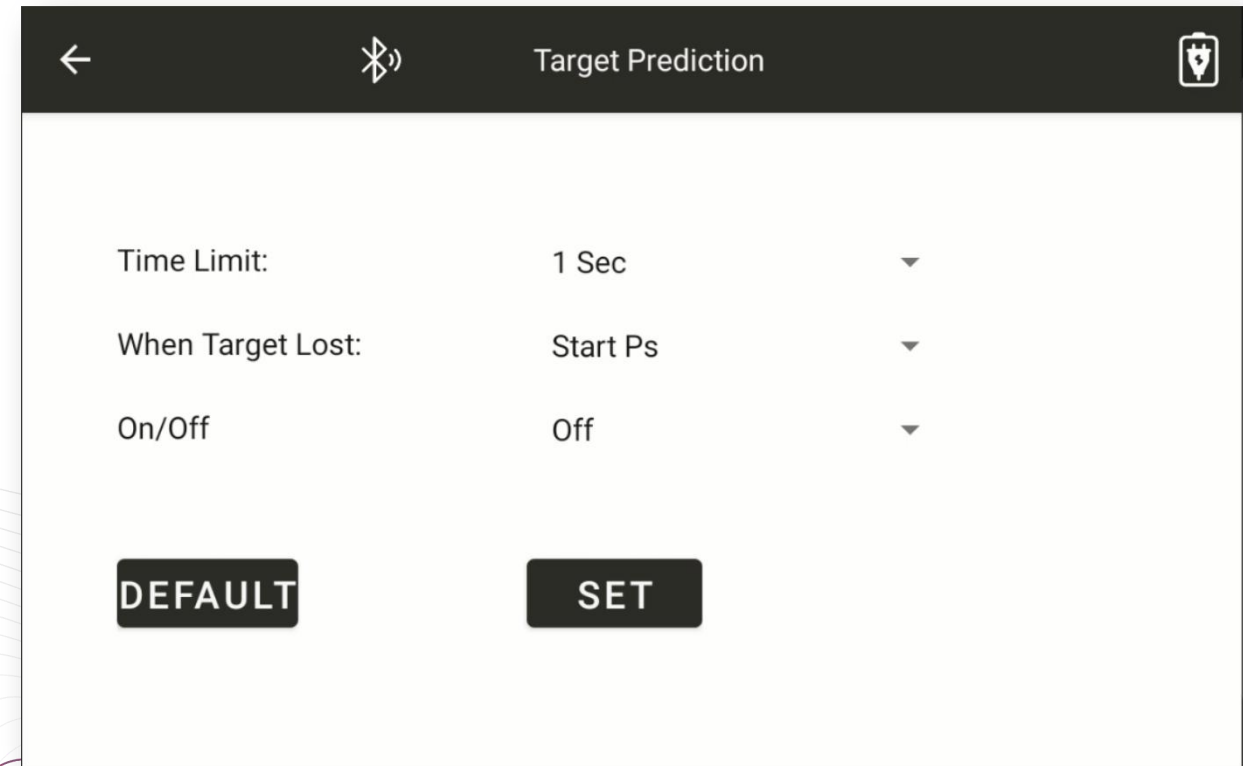 Target Prediction
Time Limit: 1 Sec
When Target Lost: Start Ps
On/Off Off
DEFAULT SET